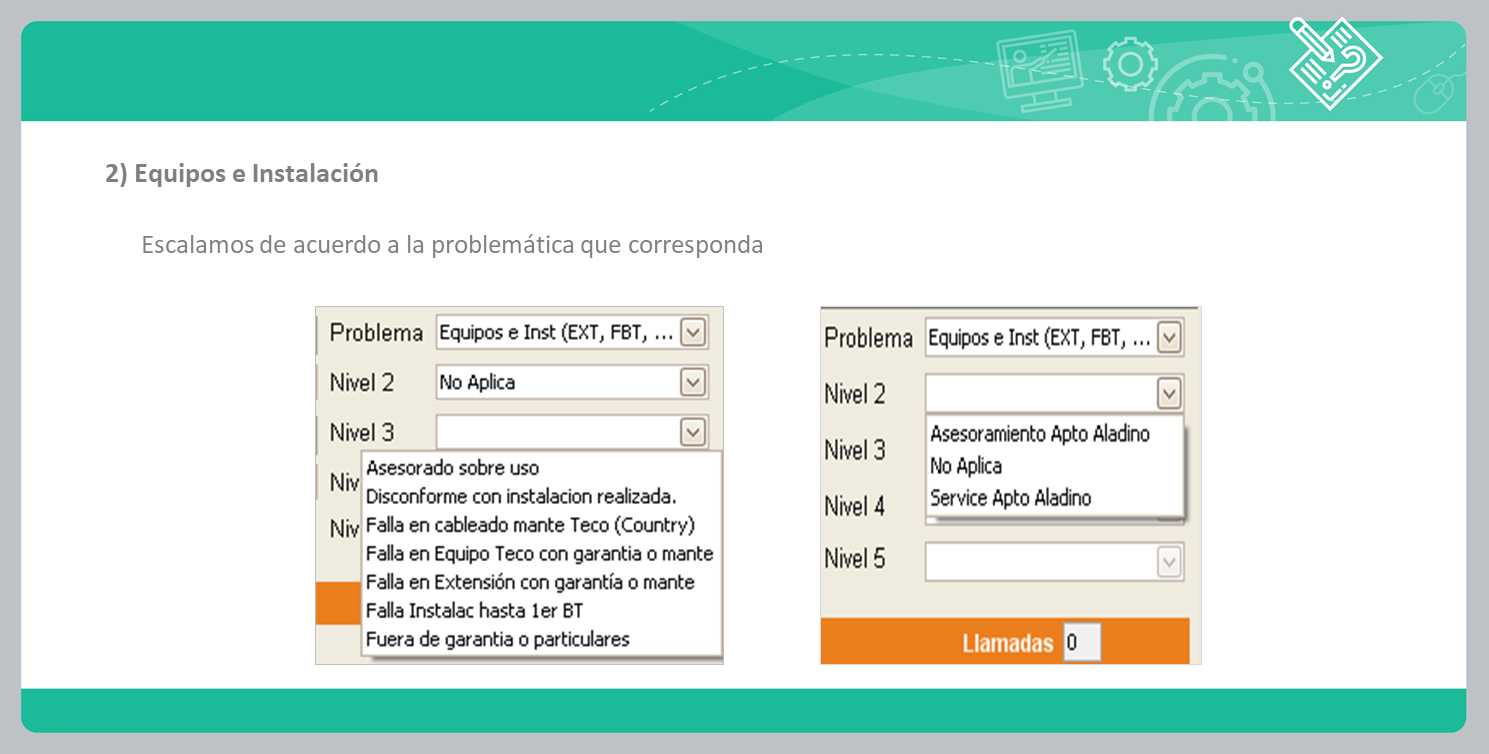 2) Equipos e Instalación
Escalamos de acuerdo a la problemática que corresponda
Problema Equipos e Inst (EXT, FBT, ...
Nivel 2 No Aplica
Nivel 3
Niv
Niv
Asesorado sobre uso
Disconforme con instalacion realizada.
Falla en cableado mante Teco (Country)
Falla en Equipo Teco con garantia o mante
Falla en Extensión con garantía o mante
Falla Instalac hasta 1er BT
Fuera de garantia o particulares
Problema Equipos e Inst (EXT, FBT, ...
Nivel 2
Asesoramiento Apto Aladino
No Aplica
Service Apto Aladino
Nivel 3
Nivel 4
Nivel 5
Llamadas 0